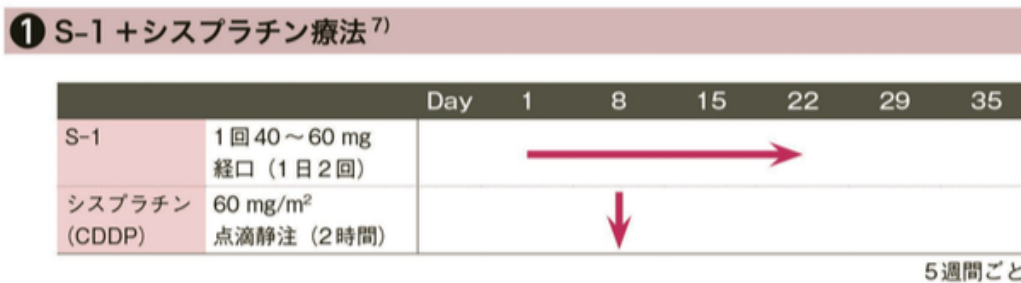 ❶ S-1＋シスプラチン療法⁷⁾
Day 1 8 15 22 29 35
S-1 1回40〜60 mg
経口（1日2回）
シスプラチン 60 mg/m²
(CDDP) 点滴静注（2時間）
5週間ごと